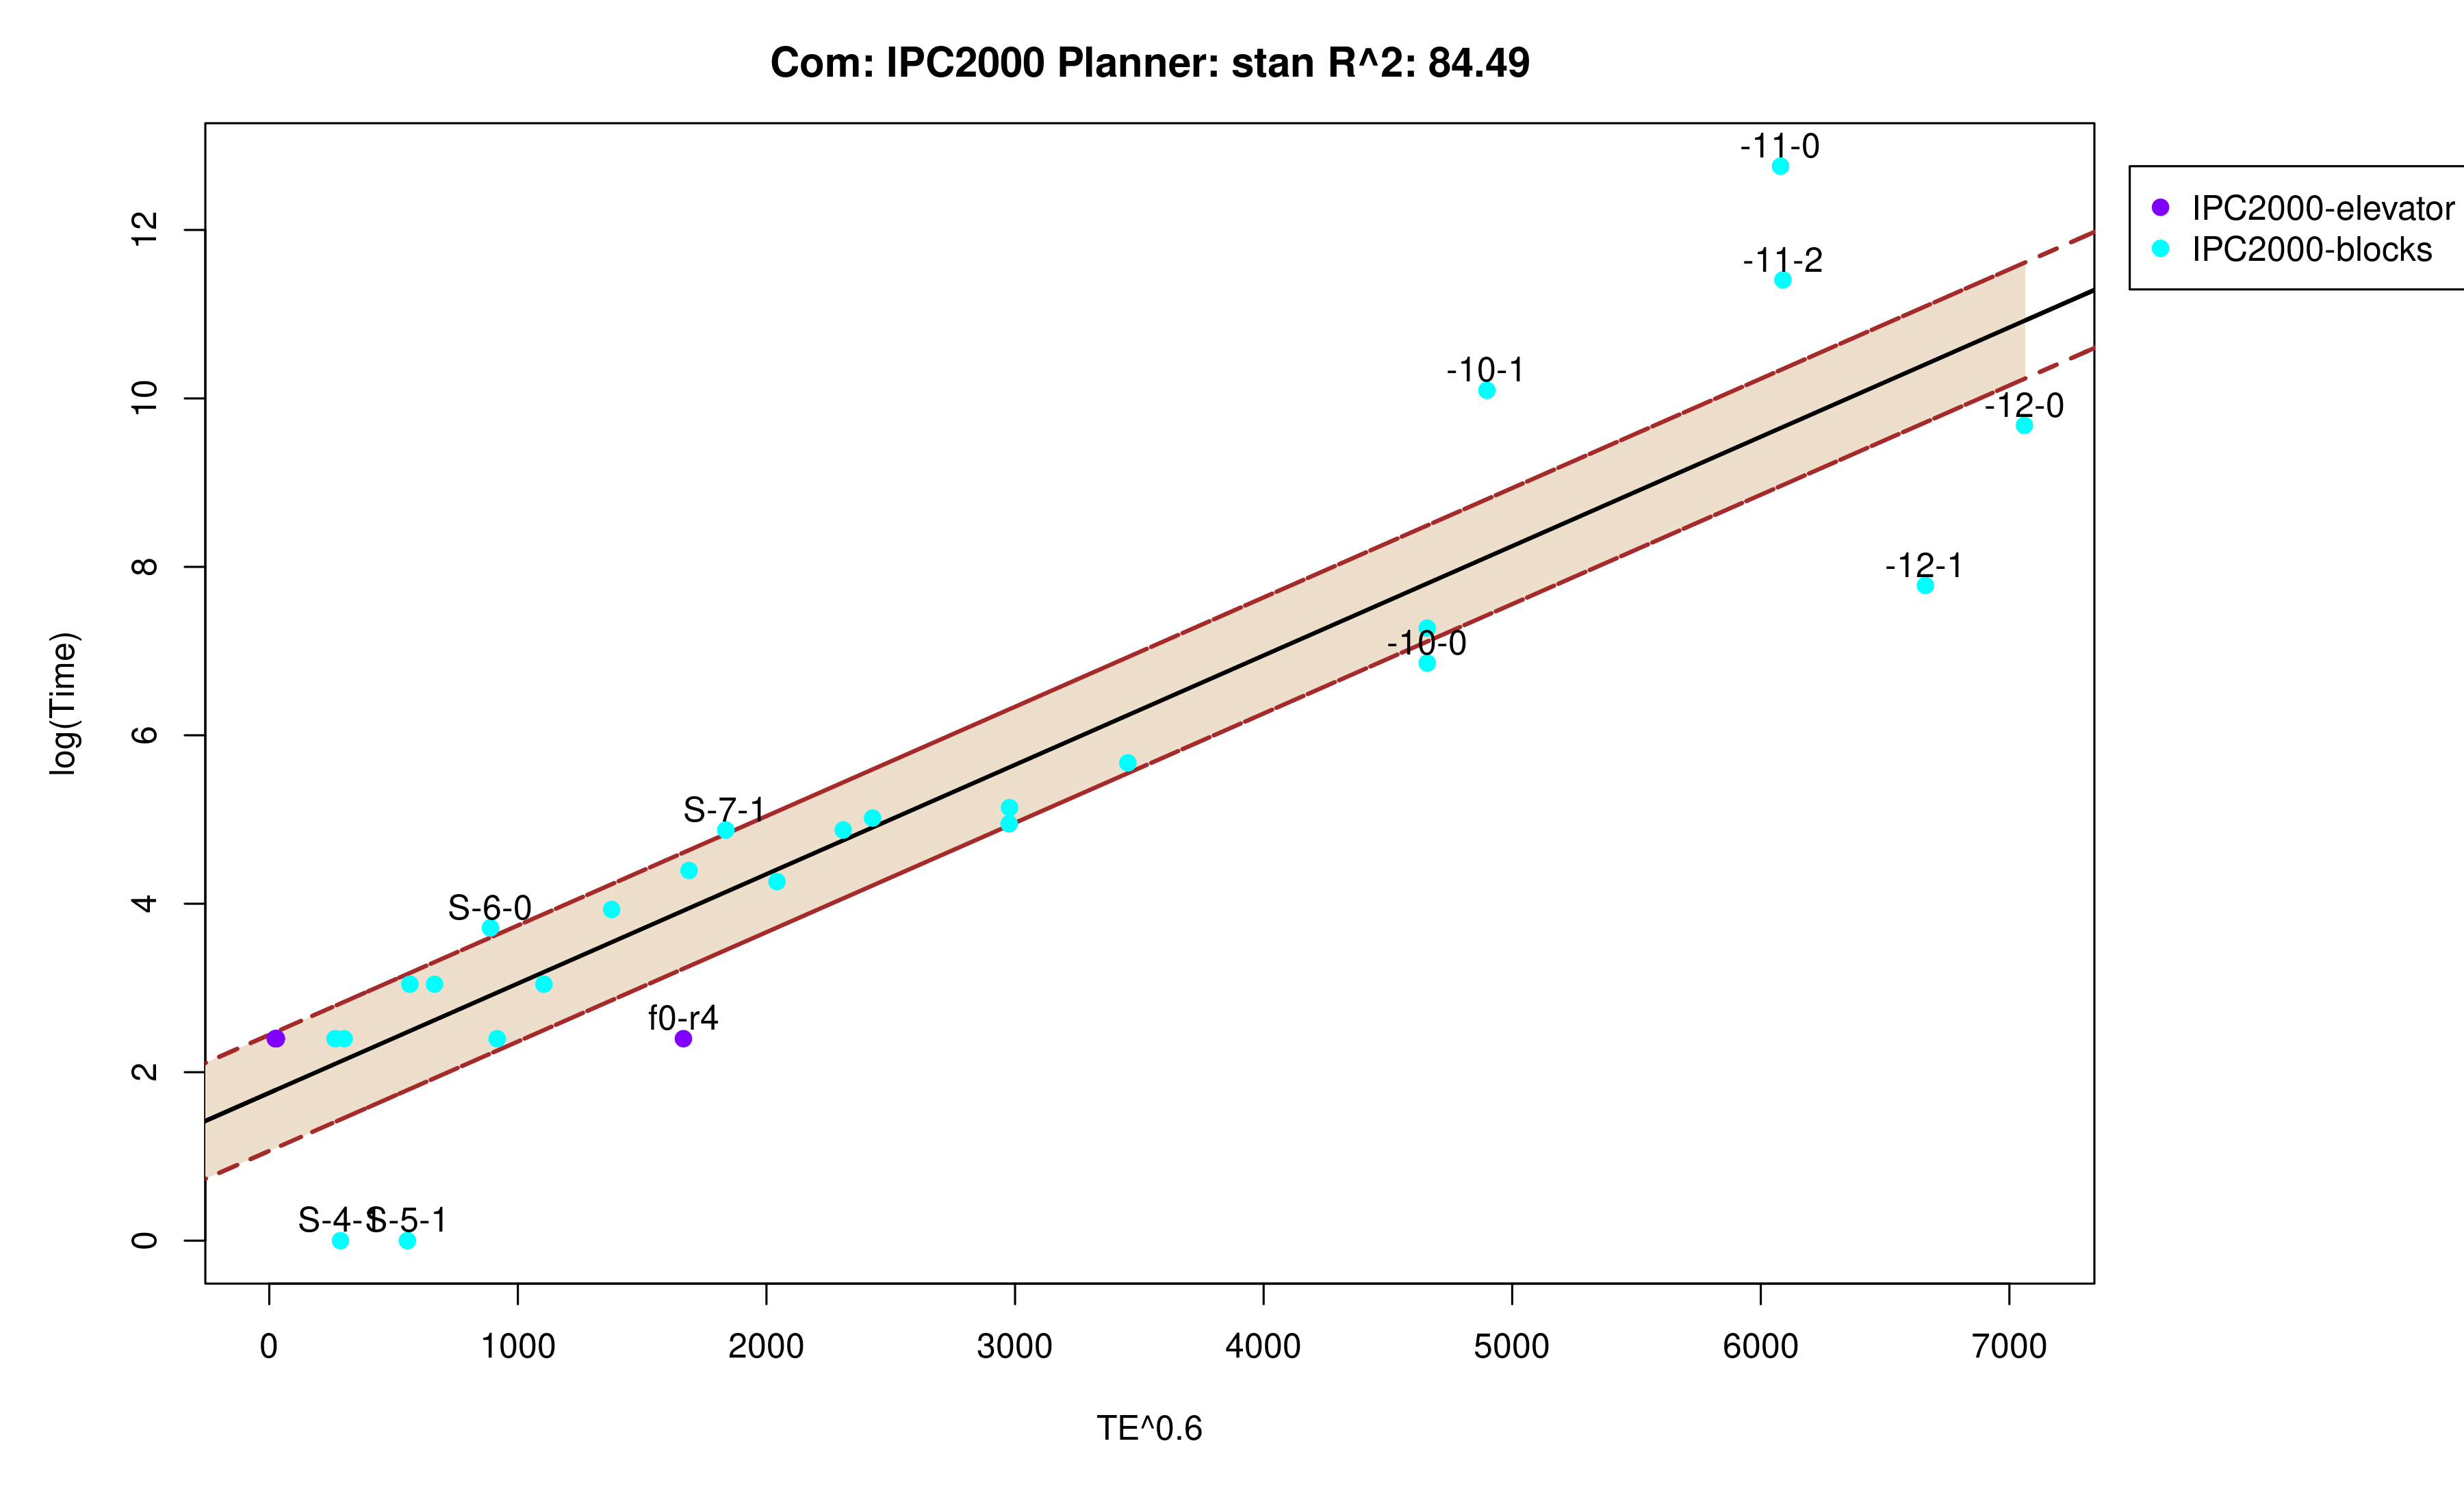 Com: IPC2000 Planner: stan R^2: 84.49
-11-0
IPC2000-elevator
IPC2000-blocks
-11-2
-10-1
-12-0
-12-1
-10-0
S-7-1
S-6-0
f0-r4
S-4-1
S-5-1
log(Time)
12
10
8
6
4
2
0
0 1000 2000 3000 4000 5000 6000 7000
TE^0.6